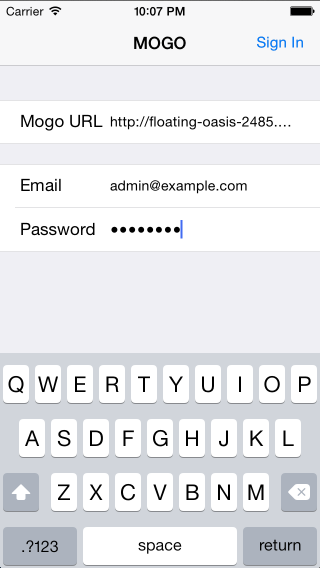 Carrier 10:07 PM
MOGO Sign In
Mogo URL http://floating-oasis-2485....
Email admin@example.com
Password ••••••••
Q W E R T Y U I O P
A S D F G H J K L
Z X C V B N M
.?123 space return